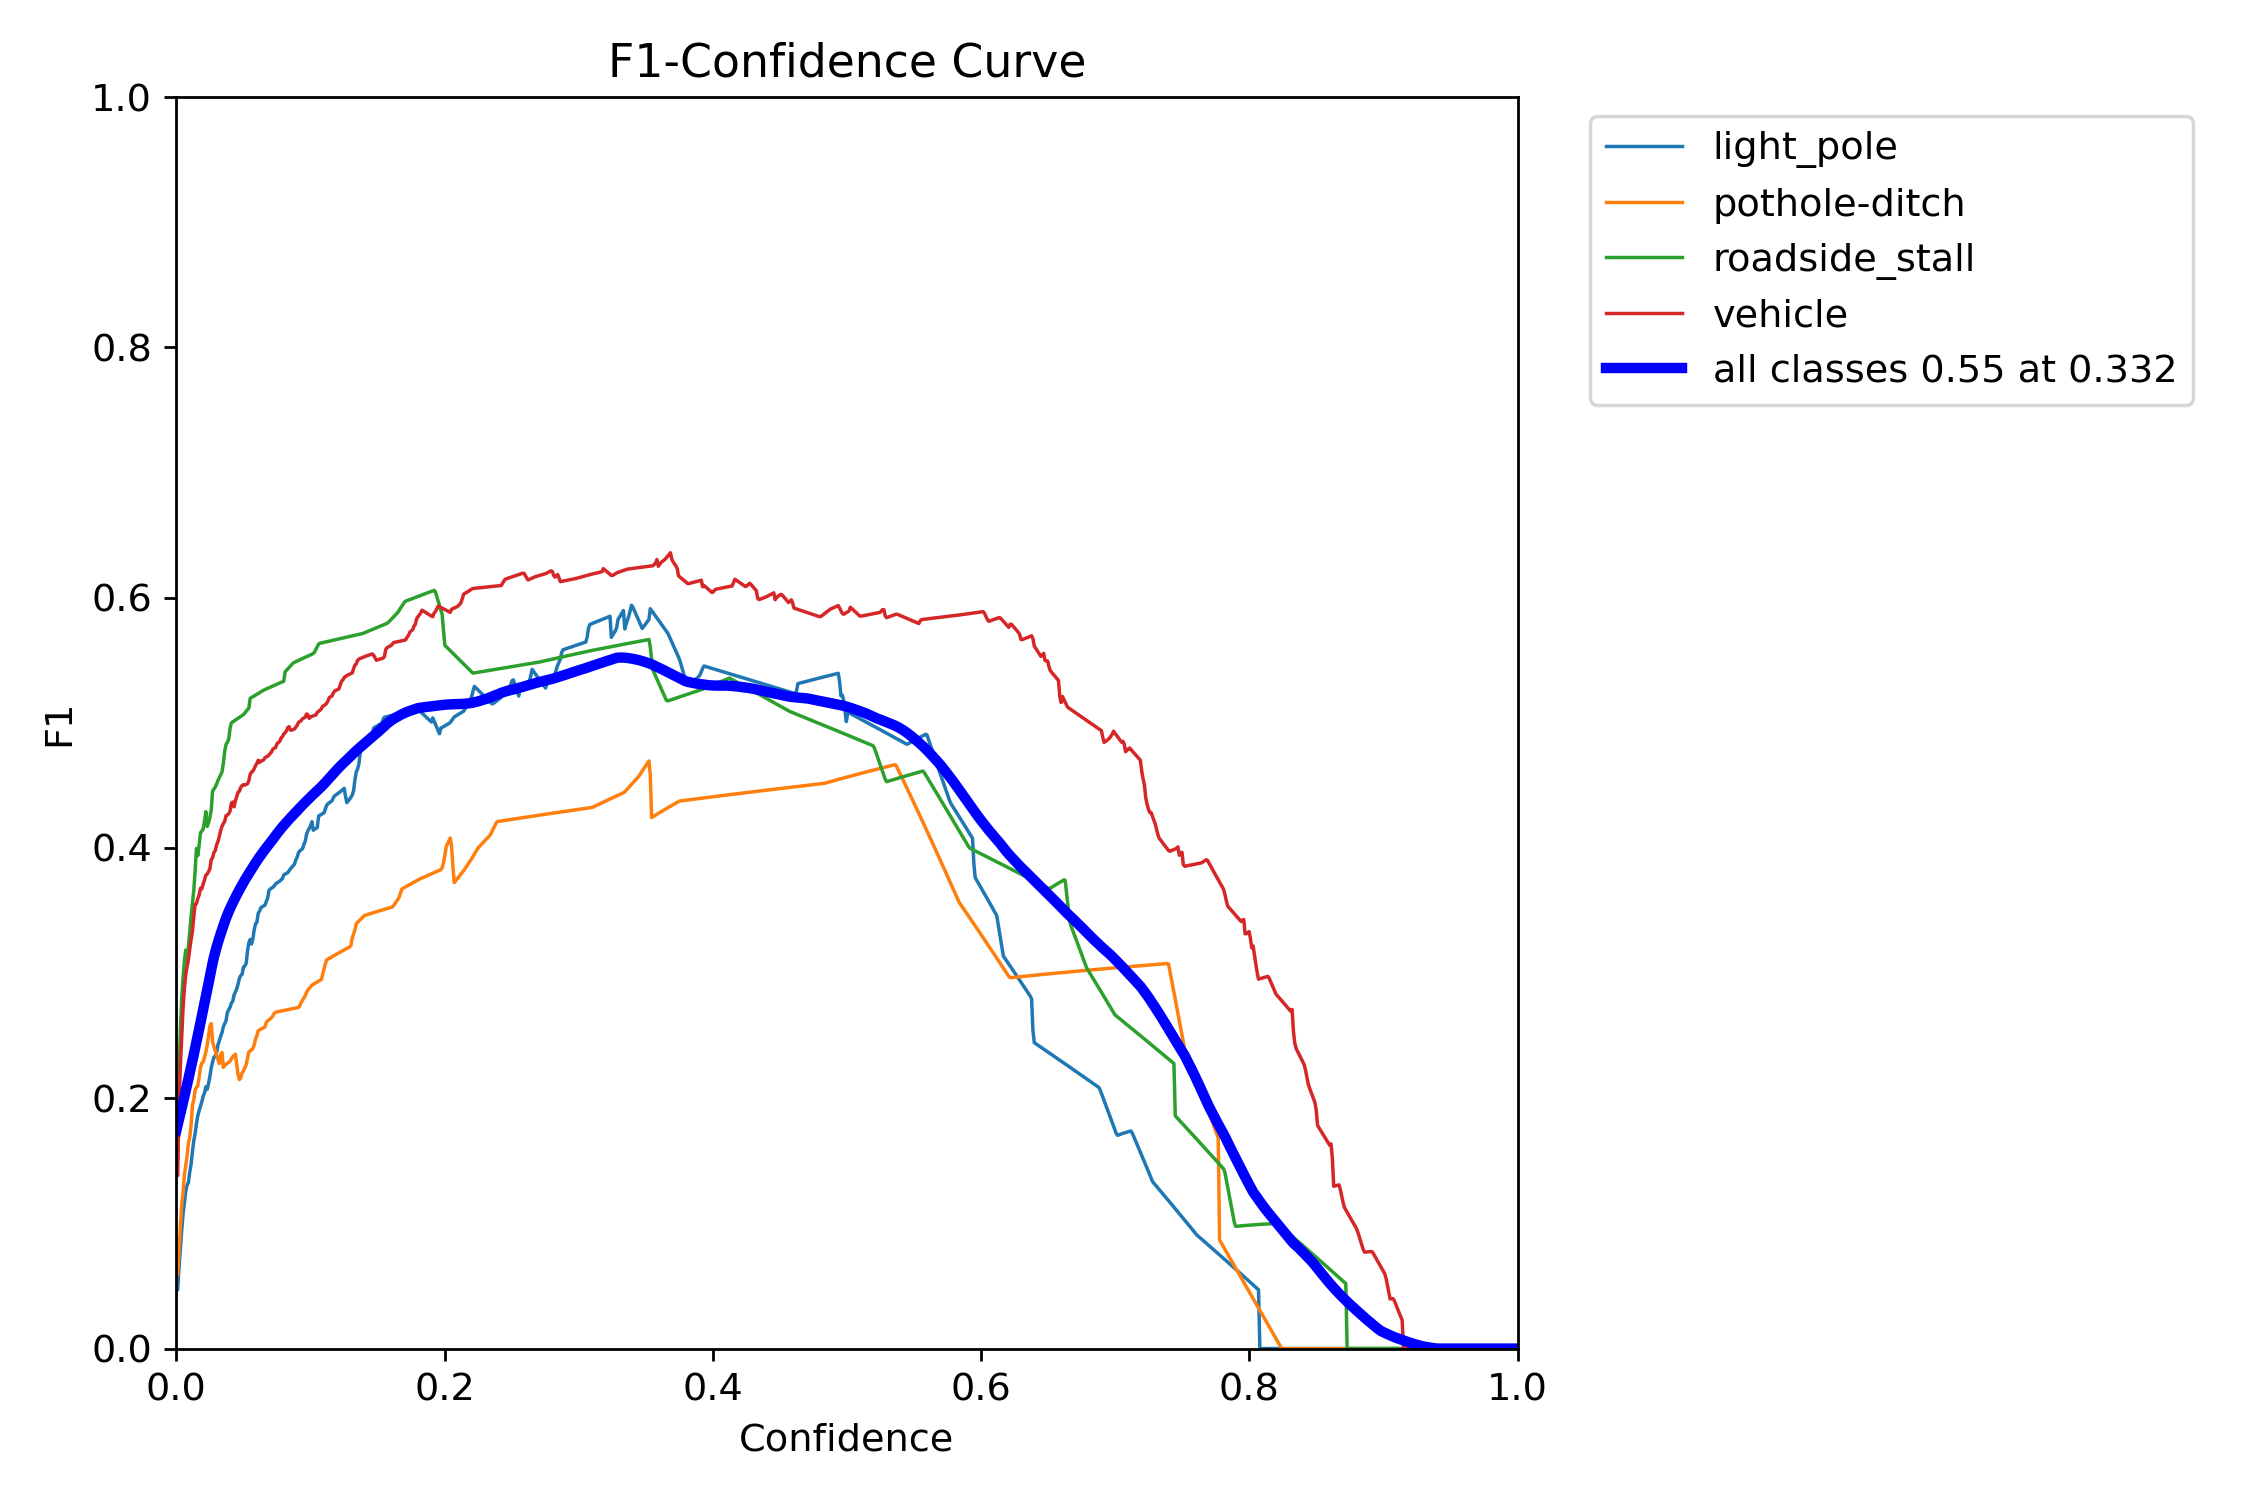 F1-Confidence Curve
1.0
0.8
0.6
0.4
0.2
0.0
F1
0.0 0.2 0.4 0.6 0.8 1.0
Confidence
light_pole
pothole-ditch
roadside_stall
vehicle
all classes 0.55 at 0.332